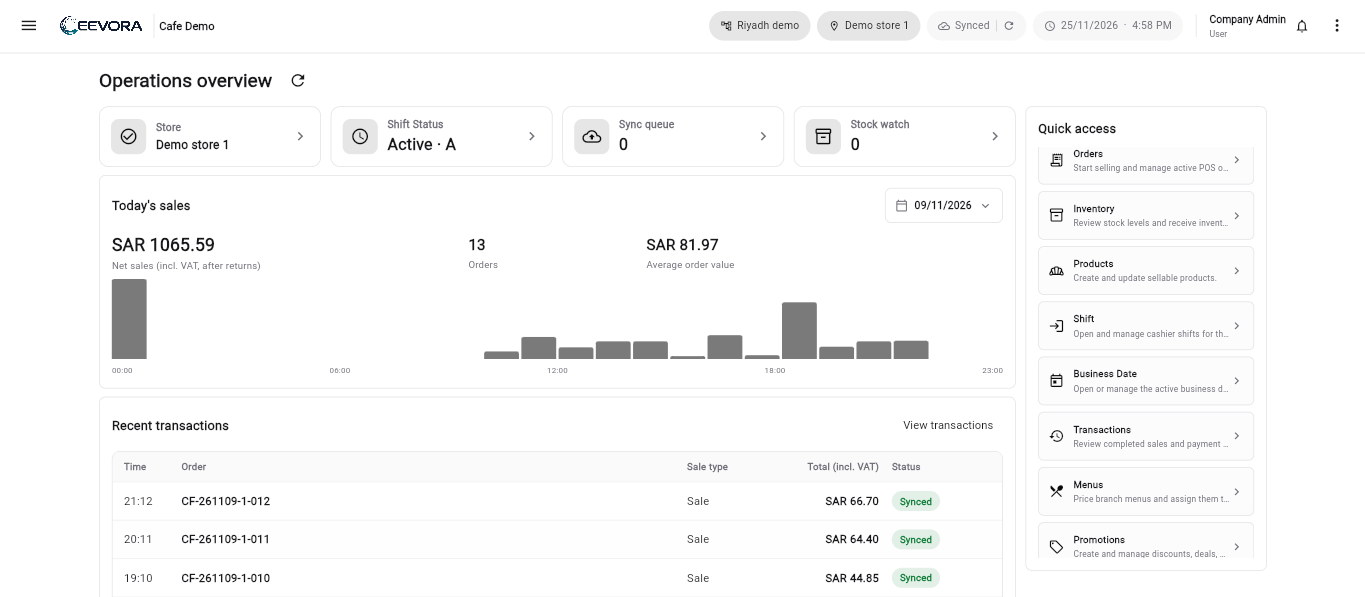 CEEVORA
Cafe Demo
Riyadh demo
Demo store 1
Synced
25/11/2026 · 4:58 PM
Company Admin
User
Operations overview
Store
Demo store 1
Shift Status
Active · A
Sync queue
0
Stock watch
0
Today's sales
09/11/2026
SAR 1065.59
Net sales (incl. VAT, after returns)
13
Orders
SAR 81.97
Average order value
00:00 06:00 12:00 18:00 23:00
Recent transactions
View transactions
Time Order Sale type Total (incl. VAT) Status
21:12 CF-261109-1-012 Sale SAR 66.70 Synced
20:11 CF-261109-1-011 Sale SAR 64.40 Synced
19:10 CF-261109-1-010 Sale SAR 44.85 Synced
Quick access
Orders
Start selling and manage active POS o...
Inventory
Review stock levels and receive invent...
Products
Create and update sellable products.
Shift
Open and manage cashier shifts for th...
Business Date
Open or manage the active business d...
Transactions
Review completed sales and payment ...
Menus
Price branch menus and assign them t...
Promotions
Create and manage discounts, deals, ...